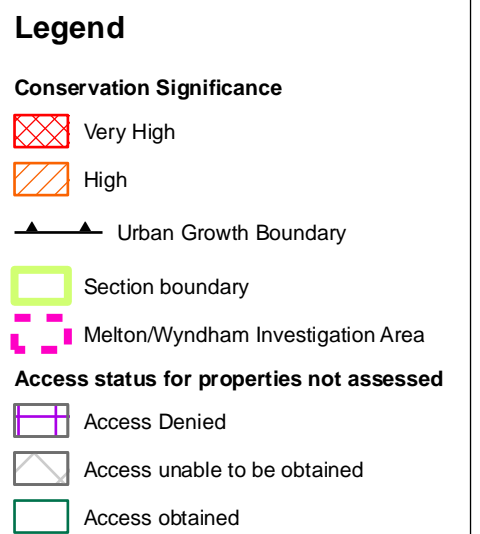 Legend
Conservation Significance
Very High
High
Urban Growth Boundary
Section boundary
Melton/Wyndham Investigation Area
Access status for properties not assessed
Access Denied
Access unable to be obtained
Access obtained